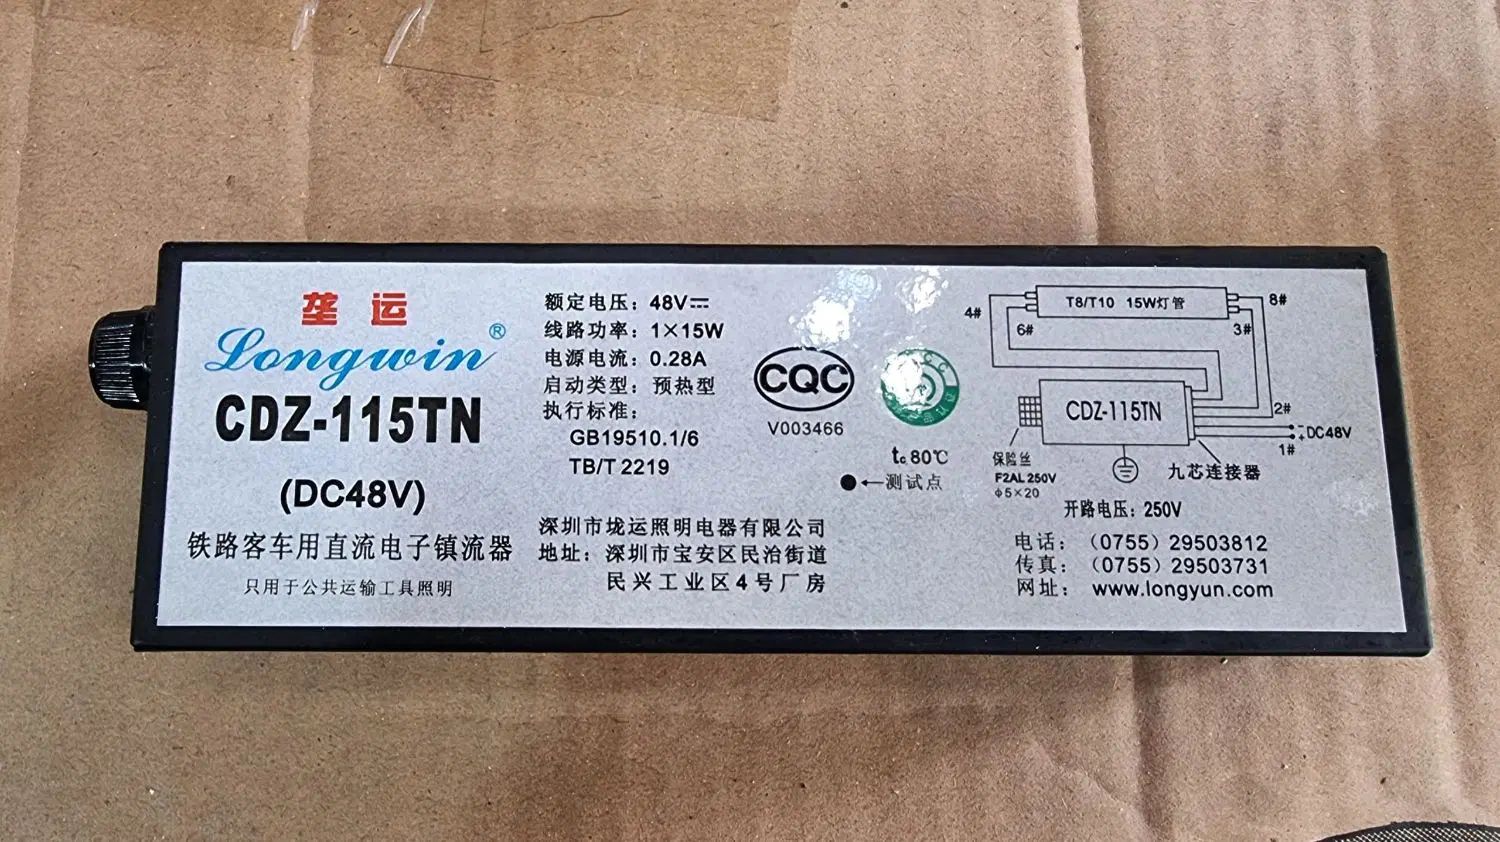 垄运
Longwin®
CDZ-115TN
(DC48V)
铁路客车用直流电子镇流器
只用于公共运输工具照明
额定电压：48V⎓
线路功率：1×15W
电源电流：0.28A
启动类型：预热型
执行标准：
GB19510.1/6
TB/T 2219
深圳市垅运照明电器有限公司
地址：深圳市宝安区民治街道
民兴工业区4号厂房
CQC
V003466
tc 80℃
●←测试点
T8/T10 15W灯管
4#
6#
8#
3#
CDZ-115TN
2#
DC48V
1#
保险丝
F2AL 250V
φ5×20
九芯连接器
开路电压：250V
电话：（0755）29503812
传真：（0755）29503731
网址：www.longyun.com